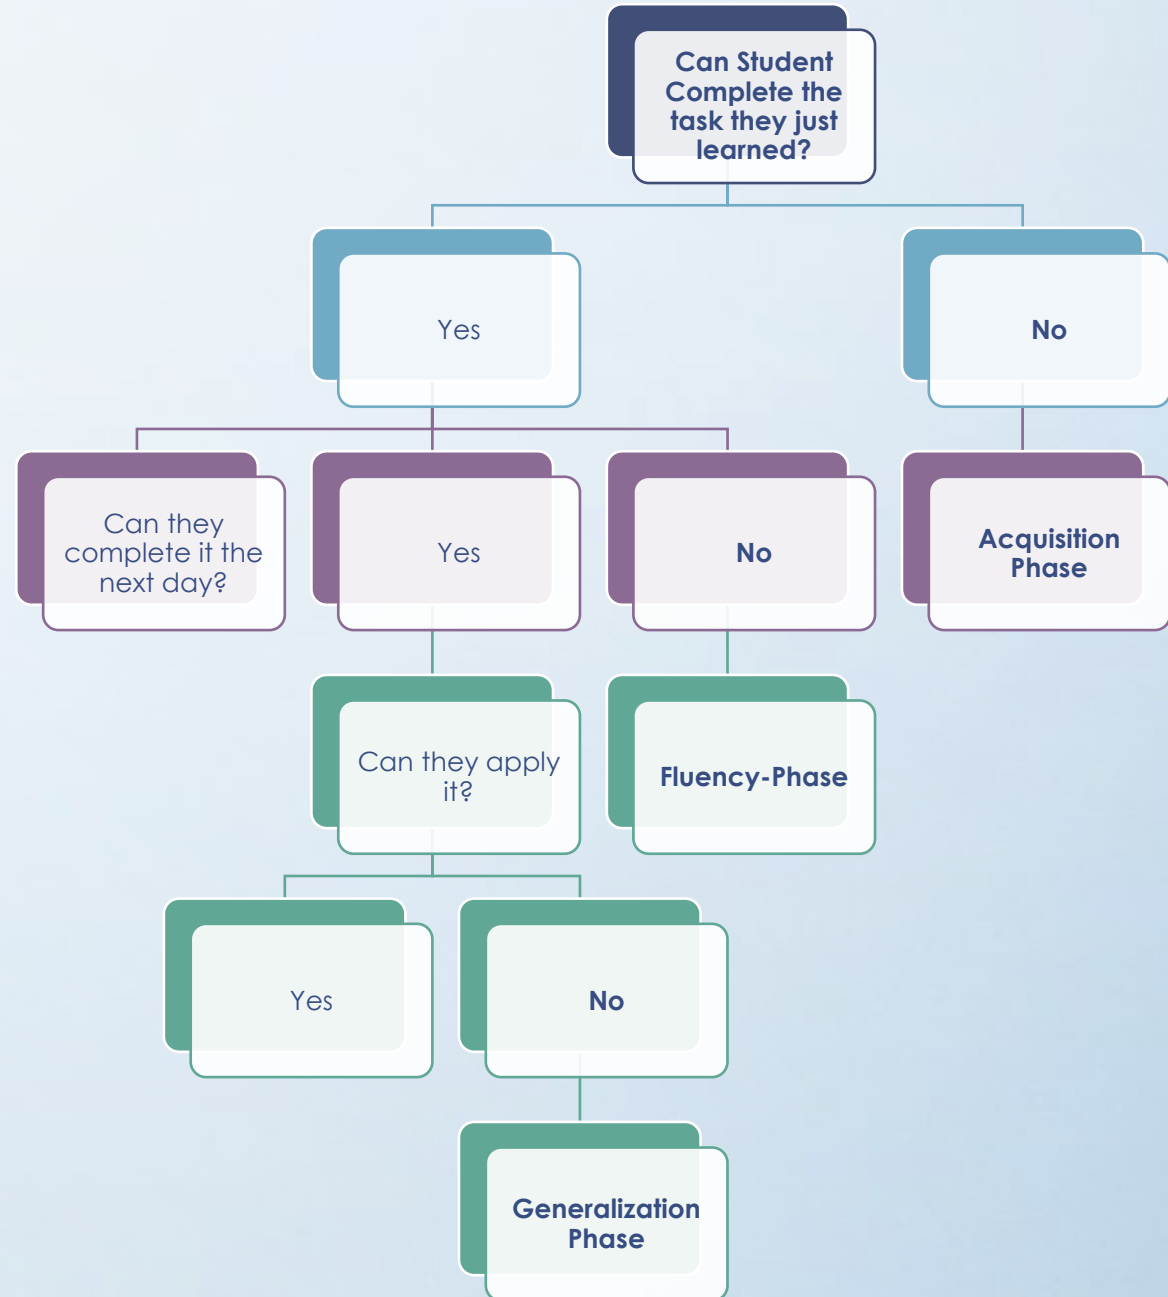 Can Student
Complete the
task they just
learned?
Yes
No
Can they
complete it the
next day?
Yes
No
Acquisition
Phase
Can they apply
it?
Fluency-Phase
Yes
No
Generalization
Phase